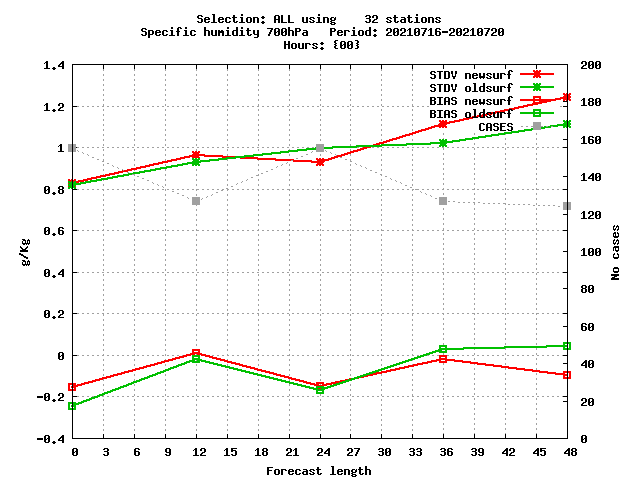 Selection: ALL using    32 stations
Specific humidity 700hPa   Period: 20210716-20210720
Hours: {00}
1.4
1.2
1
0.8
0.6
0.4
0.2
0
-0.2
-0.4
g/Kg
STDV newsurf
STDV oldsurf
BIAS newsurf
BIAS oldsurf
CASES
200
180
160
140
120
100
80
60
40
20
0
No cases
0 3 6 9 12 15 18 21 24 27 30 33 36 39 42 45 48
Forecast length